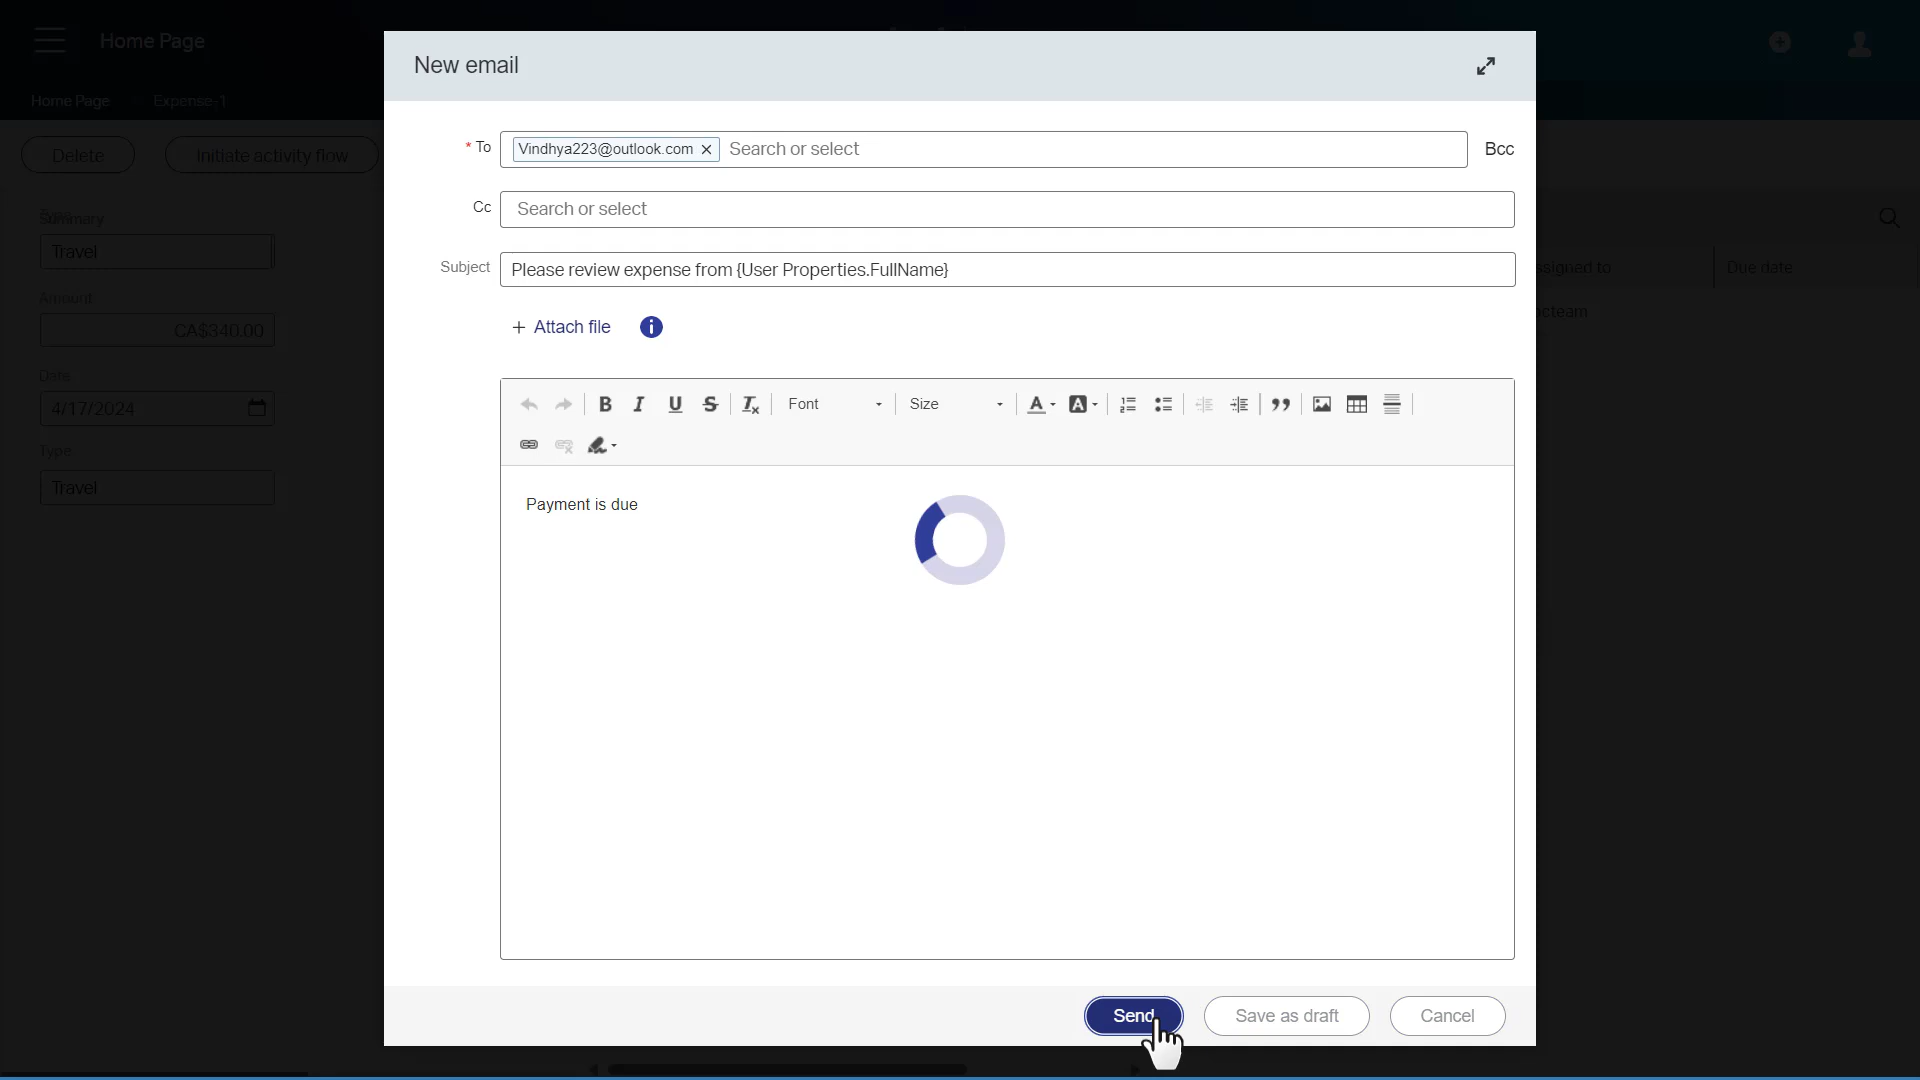 Home Page
Home Page
Expense-1
Delete
Initiate activity flow
Summary
Travel
Amount
CA$340.00
Date
4/17/2024
Type
Travel
New email
* To
Vindhya223@outlook.com ×
Search or select
Bcc
Cc
Search or select
Subject
Please review expense from {User Properties.FullName}
+ Attach file
Font
Size
Payment is due
Send
Save as draft
Cancel
Due date